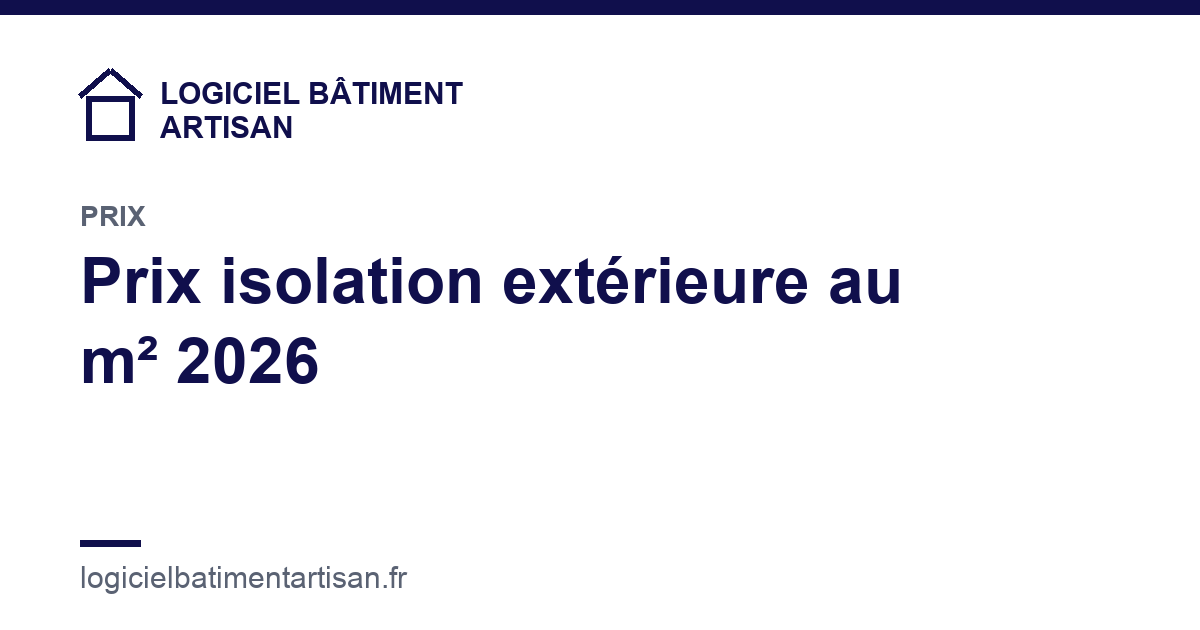 LOGICIEL BÂTIMENT
ARTISAN
PRIX
Prix isolation extérieure au
m² 2026
logicielbatimentartisan.fr